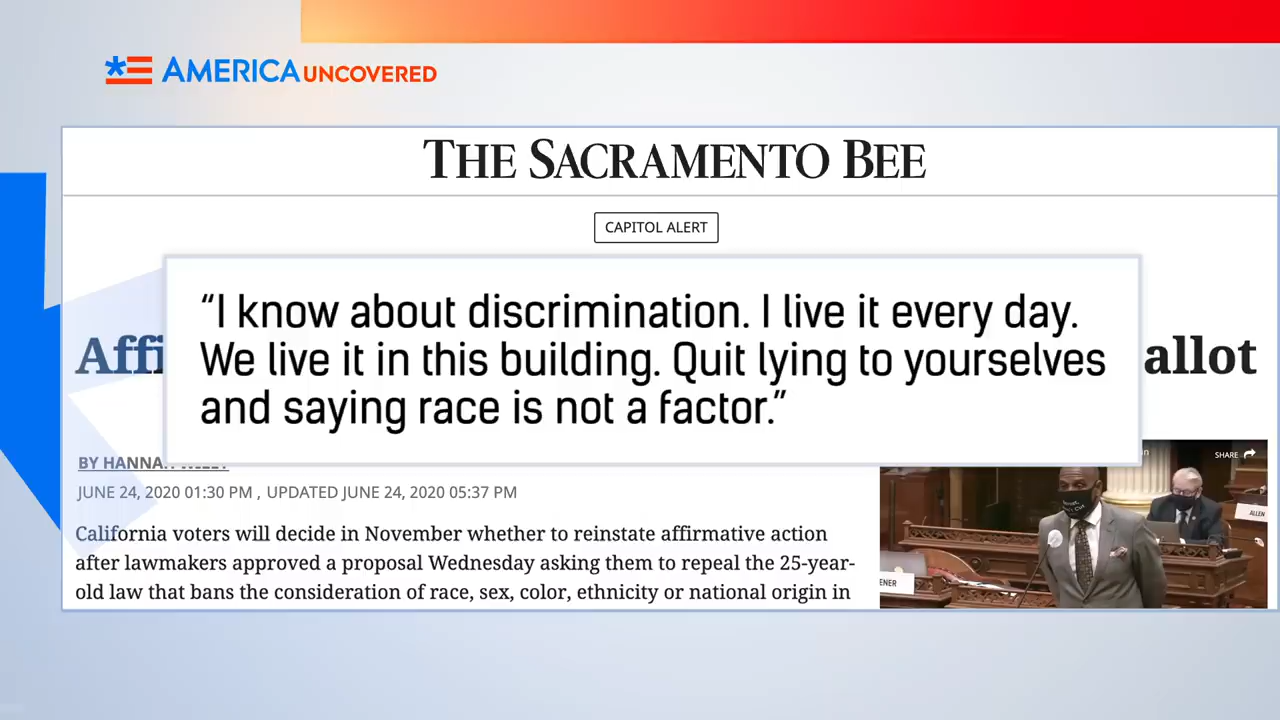 AMERICA UNCOVERED
THE SACRAMENTO BEE
CAPITOL ALERT
“I know about discrimination. I live it every day.
We live it in this building. Quit lying to yourselves
and saying race is not a factor.”
Affi
allot
BY HANNAH
SHARE
JUNE 24, 2020 01:30 PM , UPDATED JUNE 24, 2020 05:37 PM
ALLEN
California voters will decide in November whether to reinstate affirmative action
after lawmakers approved a proposal Wednesday asking them to repeal the 25-year-
old law that bans the consideration of race, sex, color, ethnicity or national origin in
ENER